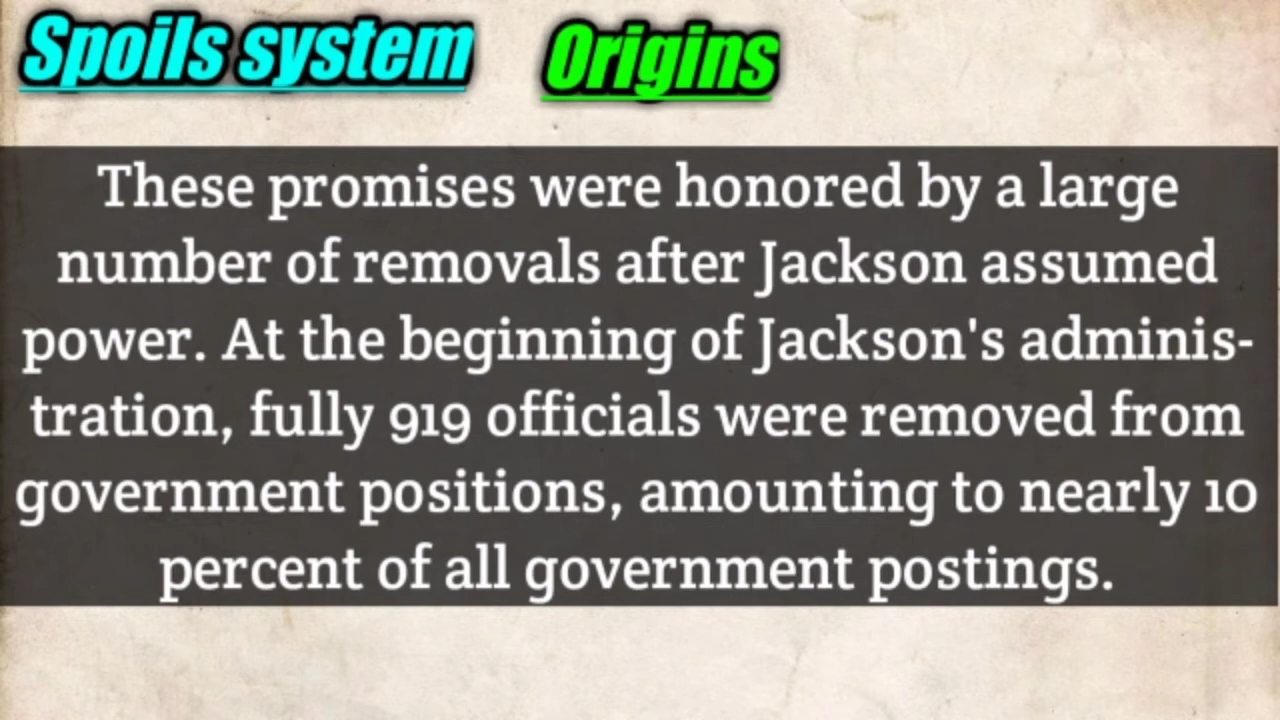 Spoils system Origins
These promises were honored by a large
number of removals after Jackson assumed
power. At the beginning of Jackson's adminis-
tration, fully 919 officials were removed from
government positions, amounting to nearly 10
percent of all government postings.